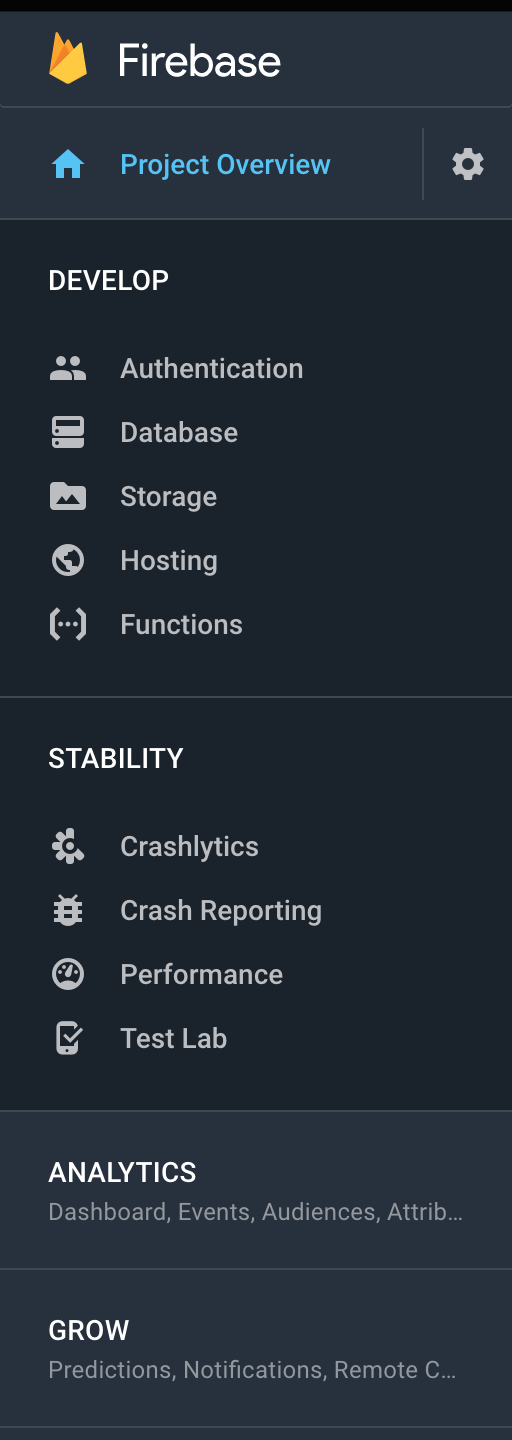 Firebase
Project Overview
DEVELOP
Authentication
Database
Storage
Hosting
Functions
STABILITY
Crashlytics
Crash Reporting
Performance
Test Lab
ANALYTICS
Dashboard, Events, Audiences, Attrib...
GROW
Predictions, Notifications, Remote C...